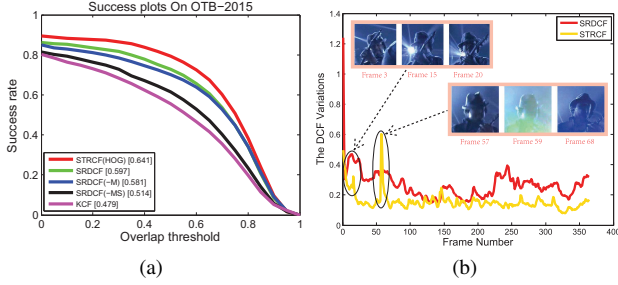 Success plots On OTB−2015
Success rate
1
0.8
0.6
0.4
0.2
0
STRCF(HOG) [0.641]
SRDCF [0.597]
SRDCF(−M) [0.581]
SRDCF(−MS) [0.514]
KCF [0.479]
0 0.2 0.4 0.6 0.8 1
Overlap threshold
(a)
The DCF Variations
1.4
1.2
1
0.8
0.6
0.4
0.2
0
SRDCF
STRCF
Frame 3 Frame 15 Frame 20
Frame 57 Frame 59 Frame 68
0 50 100 150 200 250 300 350 400
Frame Number
(b)